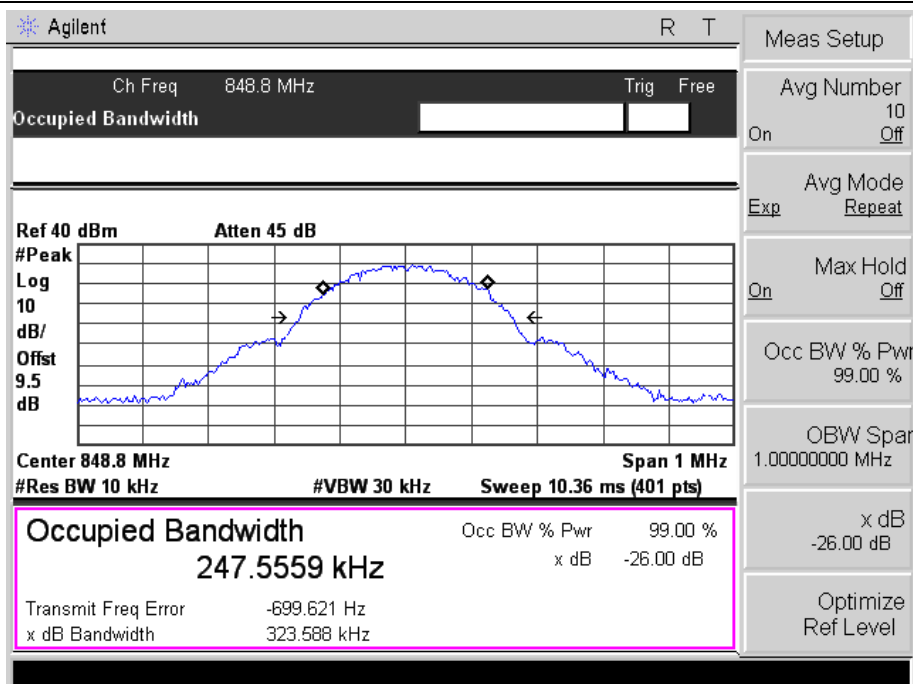 Agilent R T
Ch Freq 848.8 MHz Trig Free
Occupied Bandwidth
Ref 40 dBm Atten 45 dB
#Peak
Log
10
dB/
Offst
9.5
dB
Center 848.8 MHz Span 1 MHz
#Res BW 10 kHz #VBW 30 kHz Sweep 10.36 ms (401 pts)
Occupied Bandwidth
247.5559 kHz
Occ BW % Pwr 99.00 %
x dB -26.00 dB
Transmit Freq Error -699.621 Hz
x dB Bandwidth 323.588 kHz
Meas Setup
Avg Number
10
On Off
Avg Mode
Exp Repeat
Max Hold
On Off
Occ BW % Pwr
99.00 %
OBW Span
1.00000000 MHz
x dB
-26.00 dB
Optimize
Ref Level